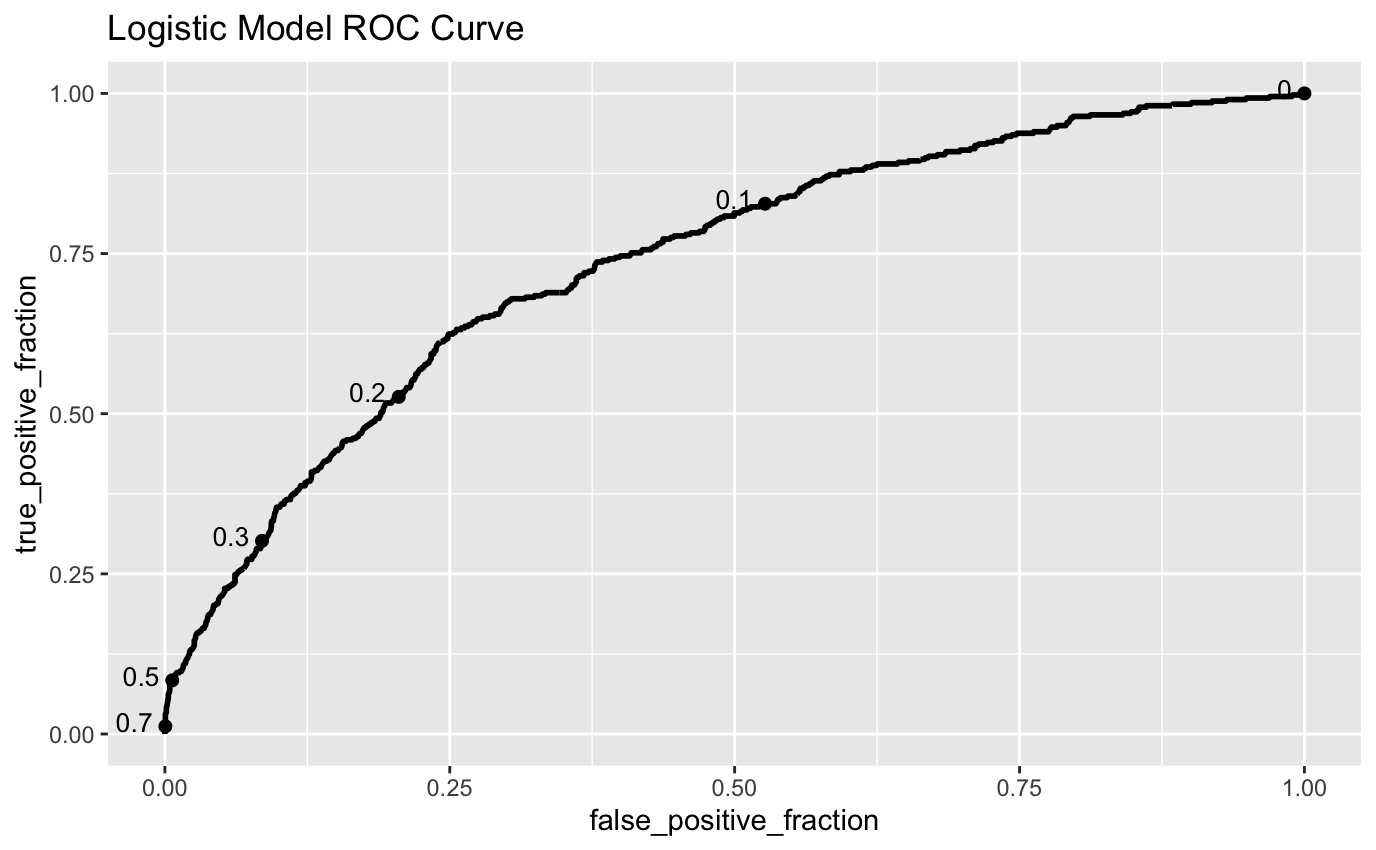 Logistic Model ROC Curve
1.00
0.75
0.50
0.25
0.00
true_positive_fraction
0
0.1
0.2
0.3
0.5
0.7
0.00 0.25 0.50 0.75 1.00
false_positive_fraction